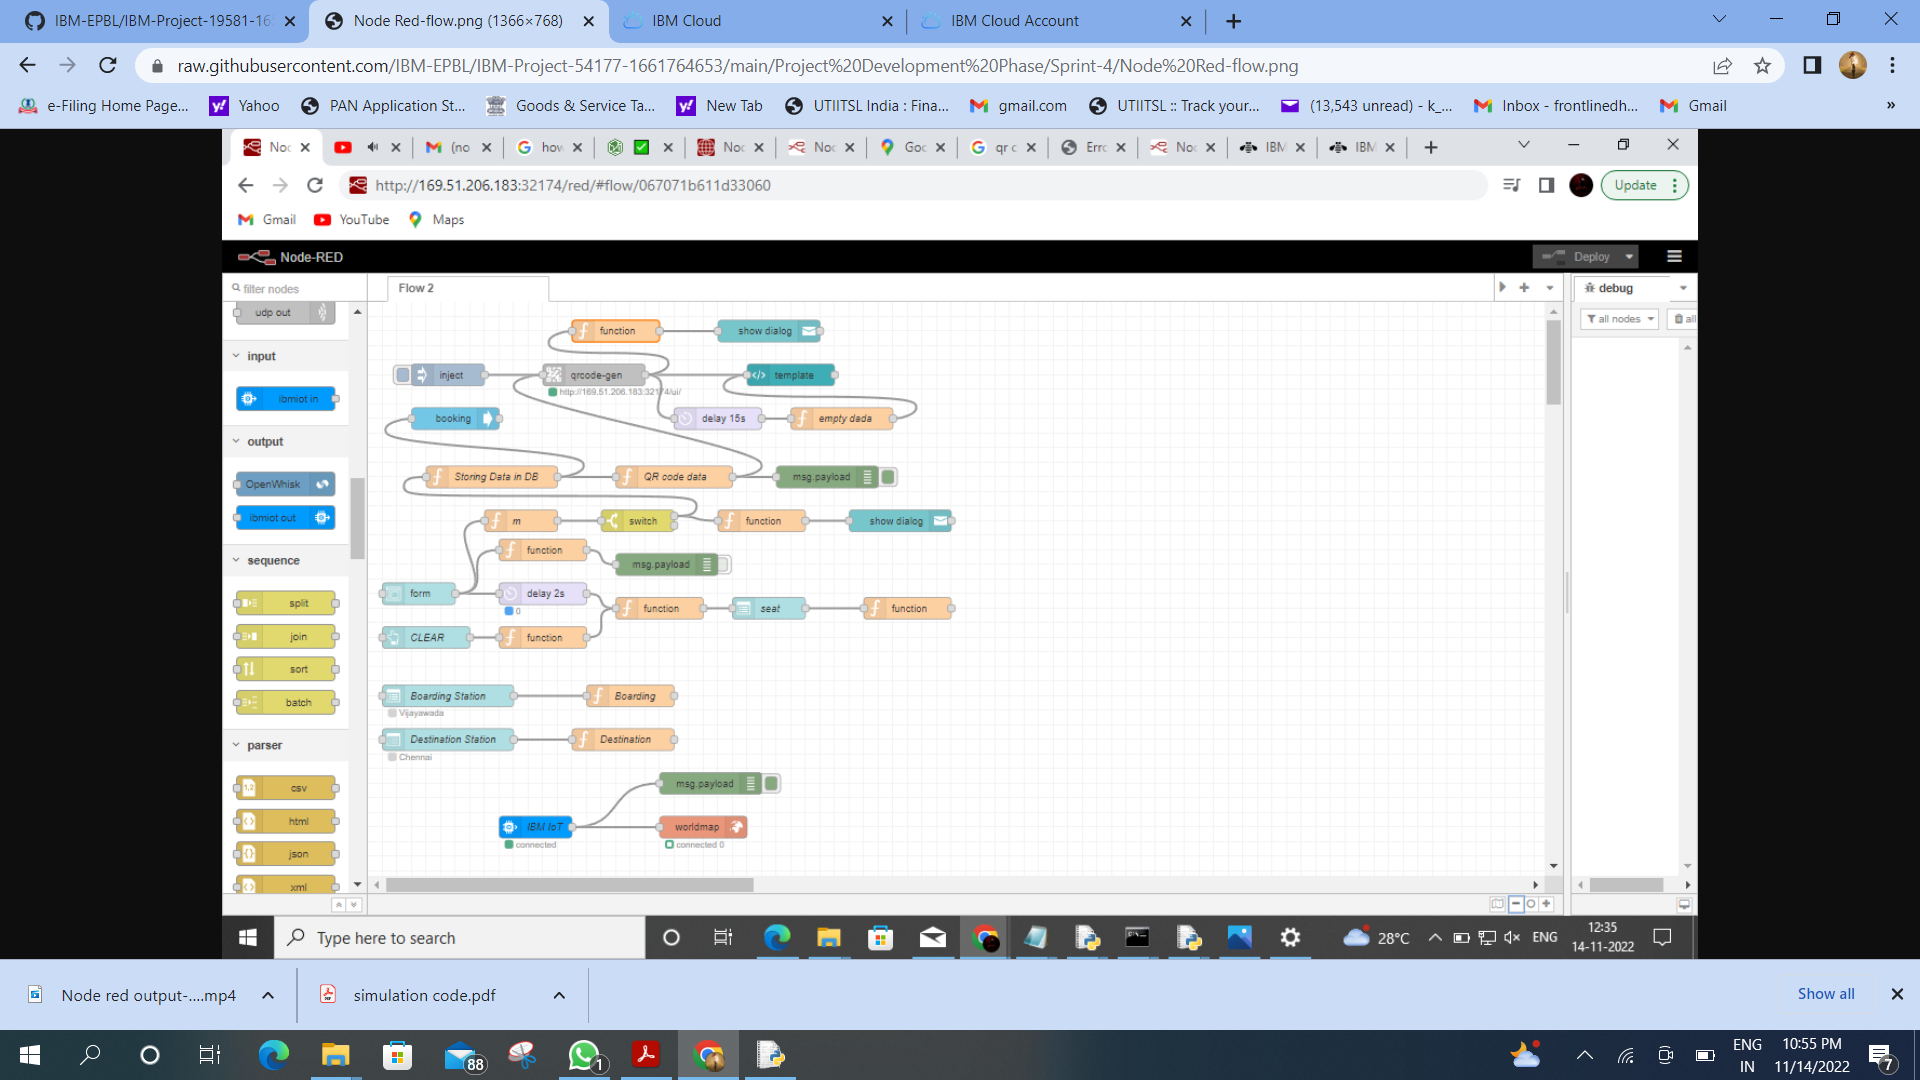 IBM-EPBL/IBM-Project-19581-16
Node Red-flow.png (1366×768)
IBM Cloud
IBM Cloud Account
raw.githubusercontent.com/IBM-EPBL/IBM-Project-54177-1661764653/main/Project%20Development%20Phase/Sprint-4/Node%20Red-flow.png
e-Filing Home Page...
Yahoo
PAN Application St...
Goods & Service Ta...
New Tab
UTIITSL India : Fina...
gmail.com
UTIITSL :: Track your...
(13,543 unread) - k_...
Inbox - frontlinedh...
Gmail
»
Noc
(no
how
Noc
Noc
Goc
qr c
Erro
Noc
IBM
IBM
http://169.51.206.183:32174/red/#flow/067071b611d33060
Update
Gmail
YouTube
Maps
Node-RED
Deploy
filter nodes
Flow 2
debug
all nodes
all
udp out
input
ibmiot in
output
OpenWhisk
ibmiot out
sequence
split
join
sort
batch
parser
csv
html
json
xml
function
show dialog
inject
qrcode-gen
template
http://169.51.206.183:32174/ui/
booking
delay 15s
empty dada
Storing Data in DB
QR code data
msg.payload
m
switch
function
show dialog
function
msg.payload
form
delay 2s
0
function
seat
function
CLEAR
function
Boarding Station
Boarding
Vijayawada
Destination Station
Destination
Chennai
msg.payload
IBM IoT
worldmap
connected
connected 0
Type here to search
28°C
ENG
12:35
14-11-2022
Node red output-....mp4
simulation code.pdf
Show all
88
1
ENG
IN
10:55 PM
11/14/2022
7